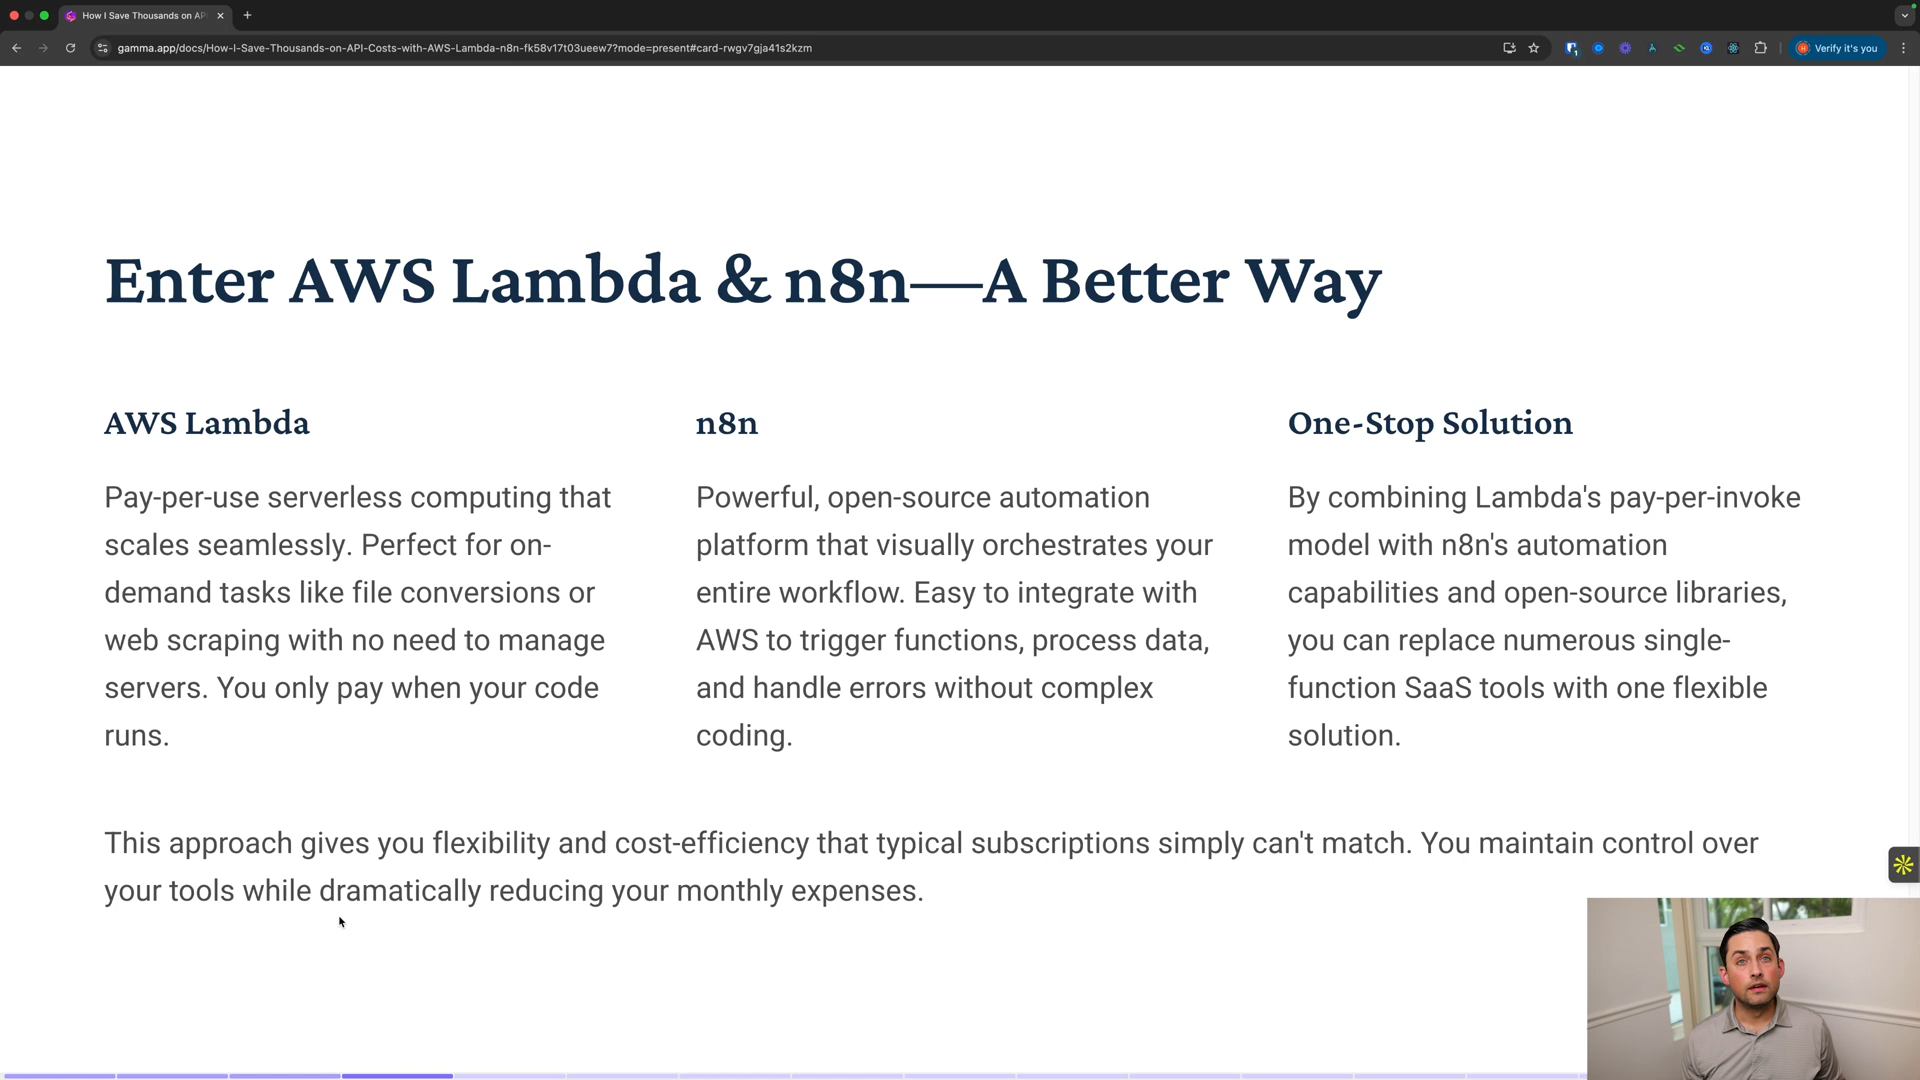 How I Save Thousands on AP
gamma.app/docs/How-I-Save-Thousands-on-API-Costs-with-AWS-Lambda-n8n-fk58v17t03ueew7?mode=present#card-rwgv7gja41s2kzm
Verify it's you
Enter AWS Lambda & n8n—A Better Way
AWS Lambda
Pay-per-use serverless computing that
scales seamlessly. Perfect for on-
demand tasks like file conversions or
web scraping with no need to manage
servers. You only pay when your code
runs.
n8n
Powerful, open-source automation
platform that visually orchestrates your
entire workflow. Easy to integrate with
AWS to trigger functions, process data,
and handle errors without complex
coding.
One-Stop Solution
By combining Lambda's pay-per-invoke
model with n8n's automation
capabilities and open-source libraries,
you can replace numerous single-
function SaaS tools with one flexible
solution.
This approach gives you flexibility and cost-efficiency that typical subscriptions simply can't match. You maintain control over
your tools while dramatically reducing your monthly expenses.